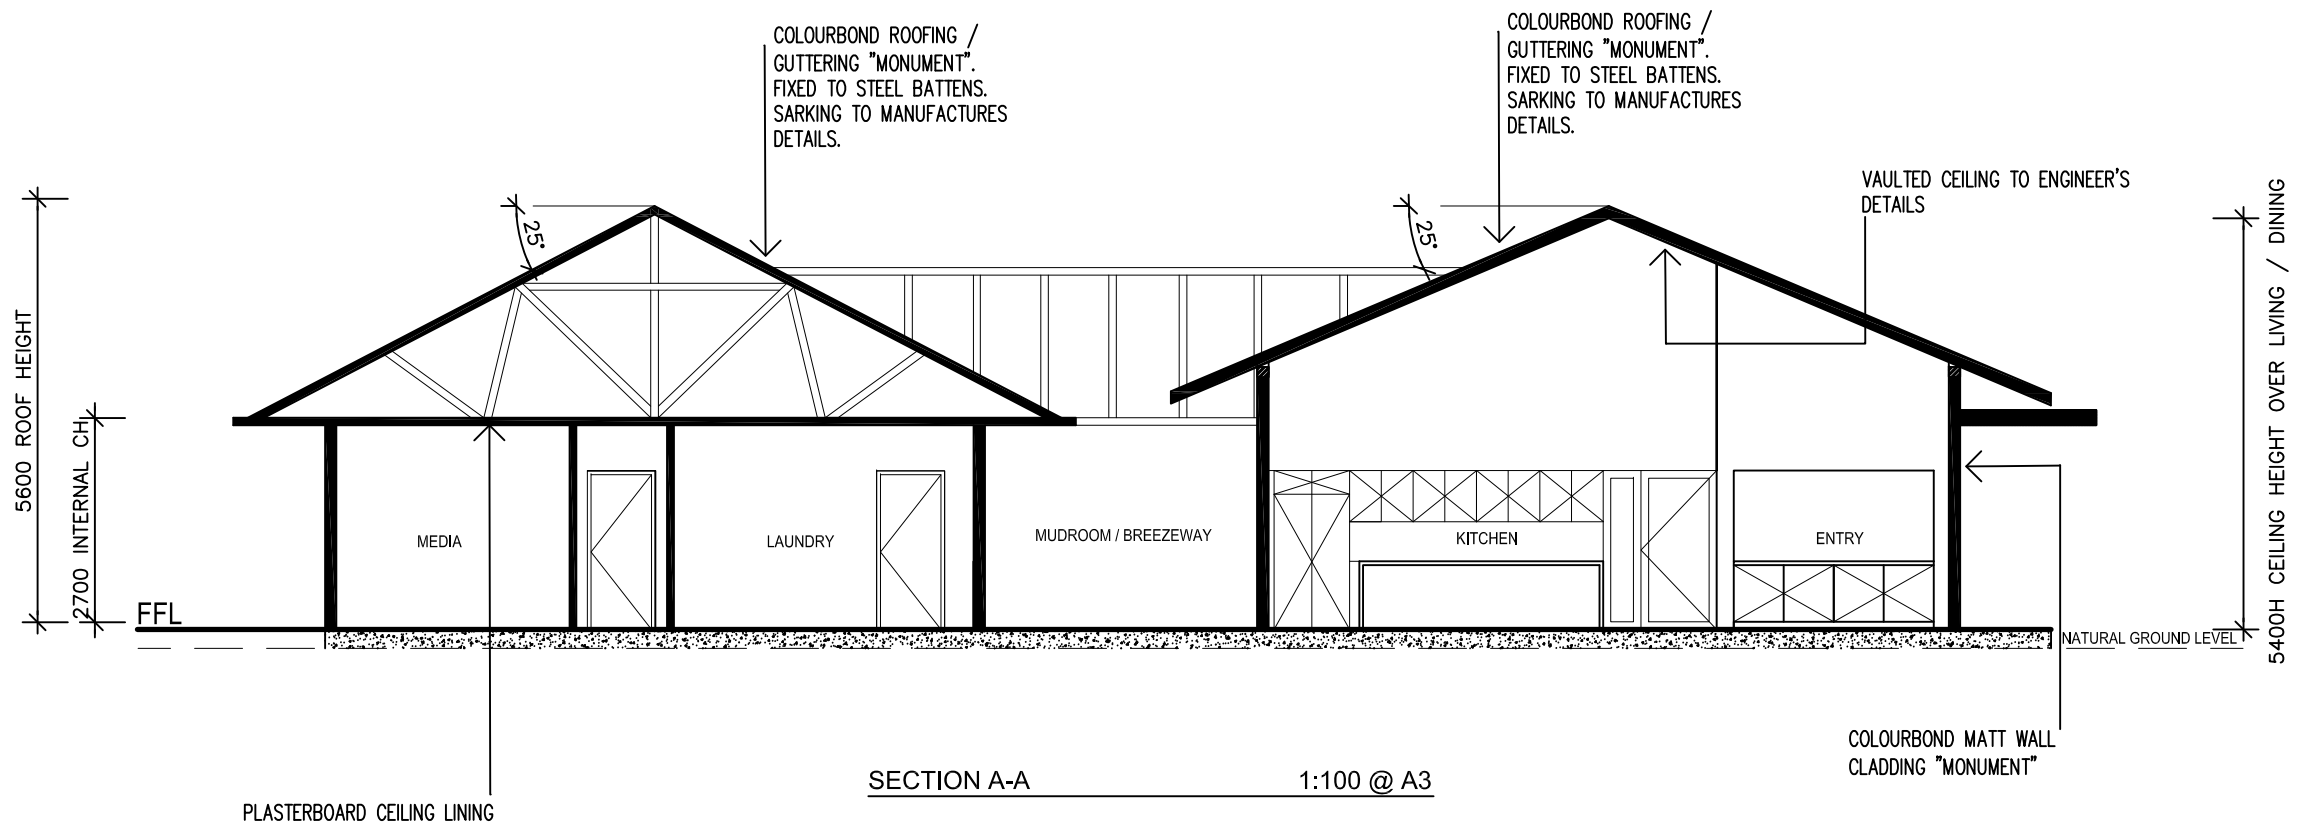 COLOURBOND ROOFING /
GUTTERING "MONUMENT".
FIXED TO STEEL BATTENS.
SARKING TO MANUFACTURES
DETAILS.
COLOURBOND ROOFING /
GUTTERING "MONUMENT".
FIXED TO STEEL BATTENS.
SARKING TO MANUFACTURES
DETAILS.
VAULTED CEILING TO ENGINEER'S
DETAILS
25°
25°
5600 ROOF HEIGHT
2700 INTERNAL CH
5400H CEILING HEIGHT OVER LIVING / DINING
MEDIA
LAUNDRY
MUDROOM / BREEZEWAY
KITCHEN
ENTRY
FFL
NATURAL GROUND LEVEL
COLOURBOND MATT WALL
CLADDING "MONUMENT"
SECTION A-A 1:100 @ A3
PLASTERBOARD CEILING LINING